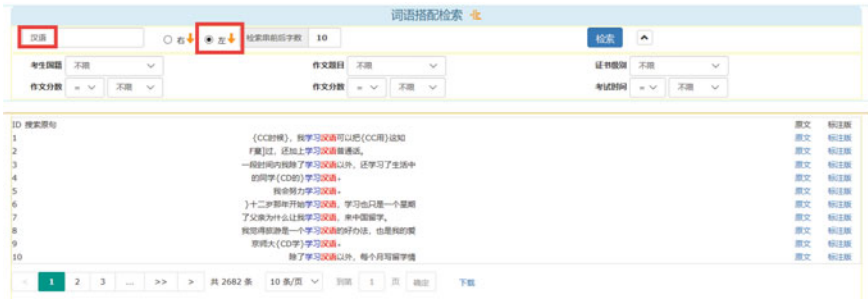 词语搭配检索
汉语 右 左 检索串前后字数 10 检索
考生国籍 不限 作文题目 不限 证书级别 不限
作文分数 = 不限 作文分数 = 不限 考试时间 = 不限
ID 搜索原句 原文 标注版
1 {CC时候}，我学习汉语可以把{CC用}这知 原文 标注版
2 F夏]过，还加上学习汉语普通话。 原文 标注版
3 一段时间内我除了学习汉语以外，还学习了生活中 原文 标注版
4 的同学{CD的}学习汉语。 原文 标注版
5 我会努力学习汉语。 原文 标注版
6 }十二岁那年开始学习汉语，学习也只是一个星期 原文 标注版
7 了父亲为什么让我学习汉语，来中国留学。 原文 标注版
8 我觉得旅游是一个学习汉语的好办法，也是我的爱 原文 标注版
9 京师大{CD学}学习汉语。 原文 标注版
10 除了学习汉语以外，每个月写留学情 原文 标注版
< 1 2 3 ... >> > 共 2682 条 10 条/页 到第 1 页 确定 下载